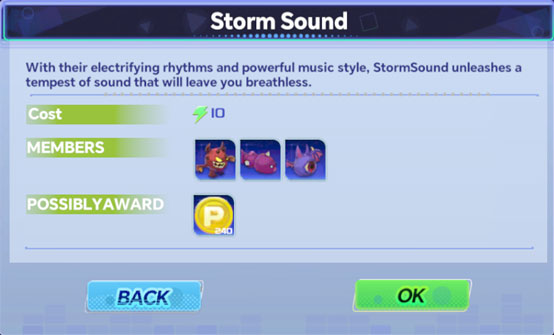 Storm Sound
With their electrifying rhythms and powerful music style, StormSound unleashes a
tempest of sound that will leave you breathless.
Cost 10
MEMBERS
POSSIBLYAWARD
P
240
BACK OK